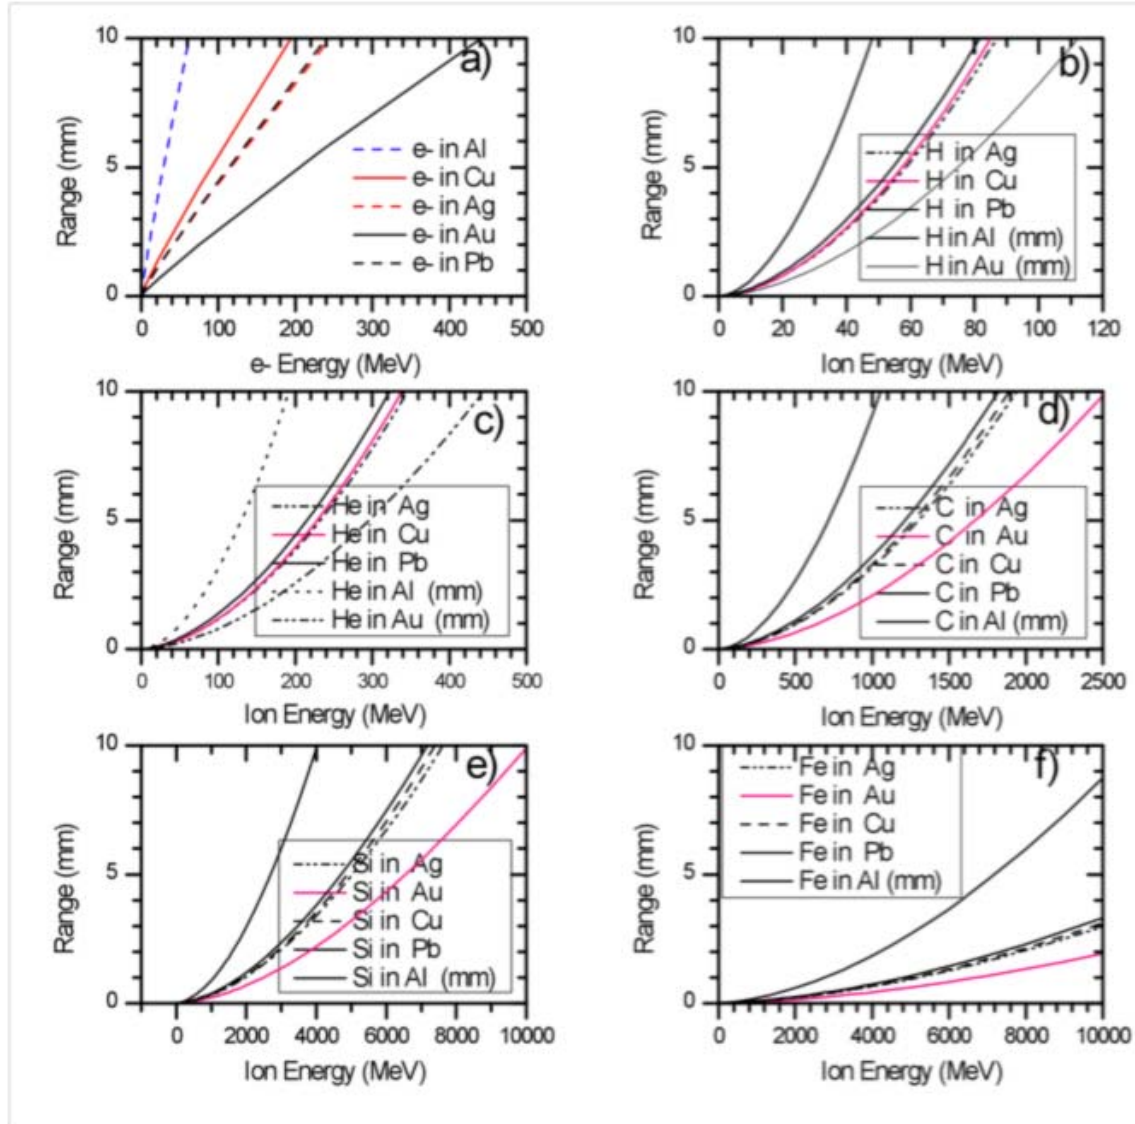 a)
Range (mm)
10
5
0
e- in Al
e- in Cu
e- in Ag
e- in Au
e- in Pb
0 100 200 300 400 500
e- Energy (MeV)
b)
Range (mm)
10
5
0
H in Ag
H in Cu
H in Pb
H in Al (mm)
H in Au (mm)
0 20 40 60 80 100 120
Ion Energy (MeV)
c)
Range (mm)
10
5
0
He in Ag
He in Cu
He in Pb
He in Al (mm)
He in Au (mm)
0 100 200 300 400 500
Ion Energy (MeV)
d)
Range (mm)
10
5
0
C in Ag
C in Au
C in Cu
C in Pb
C in Al (mm)
0 500 1000 1500 2000 2500
Ion Energy (MeV)
e)
Range (mm)
10
5
0
Si in Ag
Si in Au
Si in Cu
Si in Pb
Si in Al (mm)
0 2000 4000 6000 8000 10000
Ion Energy (MeV)
f)
Range (mm)
10
5
0
Fe in Ag
Fe in Au
Fe in Cu
Fe in Pb
Fe in Al (mm)
0 2000 4000 6000 8000 10000
Ion Energy (MeV)